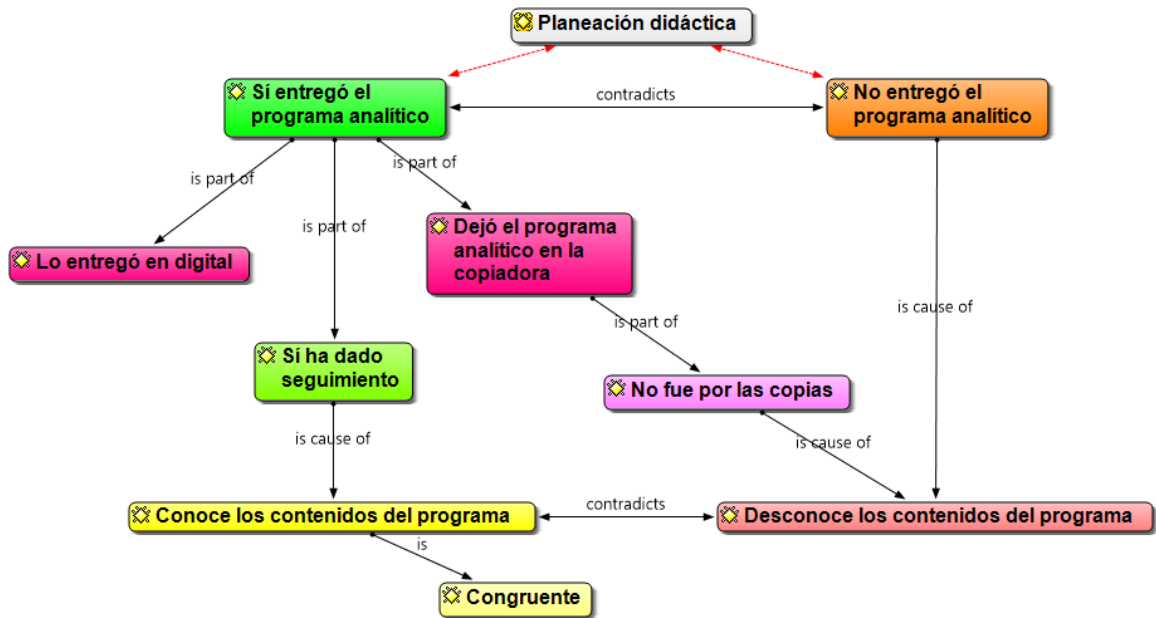 Planeación didáctica
Sí entregó el
programa analítico
contradicts
No entregó el
programa analítico
is part of
is part of
is part of
Dejó el programa
analítico en la
copiadora
Lo entregó en digital
is cause of
is part of
Sí ha dado
seguimiento
No fue por las copias
is cause of
is cause of
Conoce los contenidos del programa
contradicts
Desconoce los contenidos del programa
is
Congruente